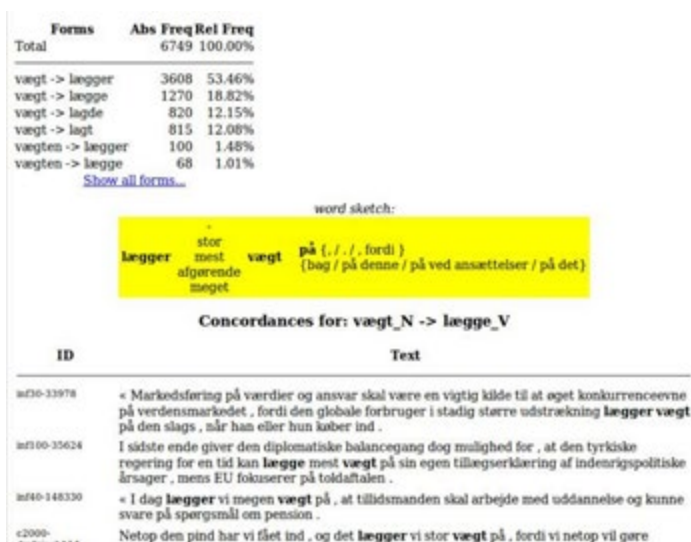 Forms Abs Freq Rel Freq
Total 6749 100.00%
vægt -> lægger 3608 53.46%
vægt -> lægge 1270 18.82%
vægt -> lagde 820 12.15%
vægt -> lagt 815 12.08%
vægten -> lægger 100 1.48%
vægten -> lægge 68 1.01%
Show all forms...
word sketch:
-
stor
lægger mest vægt på {, / . / , fordi }
afgørende {bag / på denne / på ved ansættelser / på det}
meget
Concordances for: vægt_N -> lægge_V
ID Text
inf30-33978 « Markedsføring på værdier og ansvar skal være en vigtig kilde til at øget konkurrenceevne
på verdensmarkedet , fordi den globale forbruger i stadig større udstrækning lægger vægt
på den slags , når han eller hun køber ind .
inf100-35624 I sidste ende giver den diplomatiske balancegang dog mulighed for , at den tyrkiske
regering for en tid kan lægge mest vægt på sin egen tillægserklæring af indenrigspolitiske
årsager , mens EU fokuserer på toldaftalen .
inf40-148330 « I dag lægger vi megen vægt på , at tillidsmanden skal arbejde med uddannelse og kunne
svare på spørgsmål om pension .
c2000- Netop den pind har vi fået ind , og det lægger vi stor vægt på , fordi vi netop vil gøre